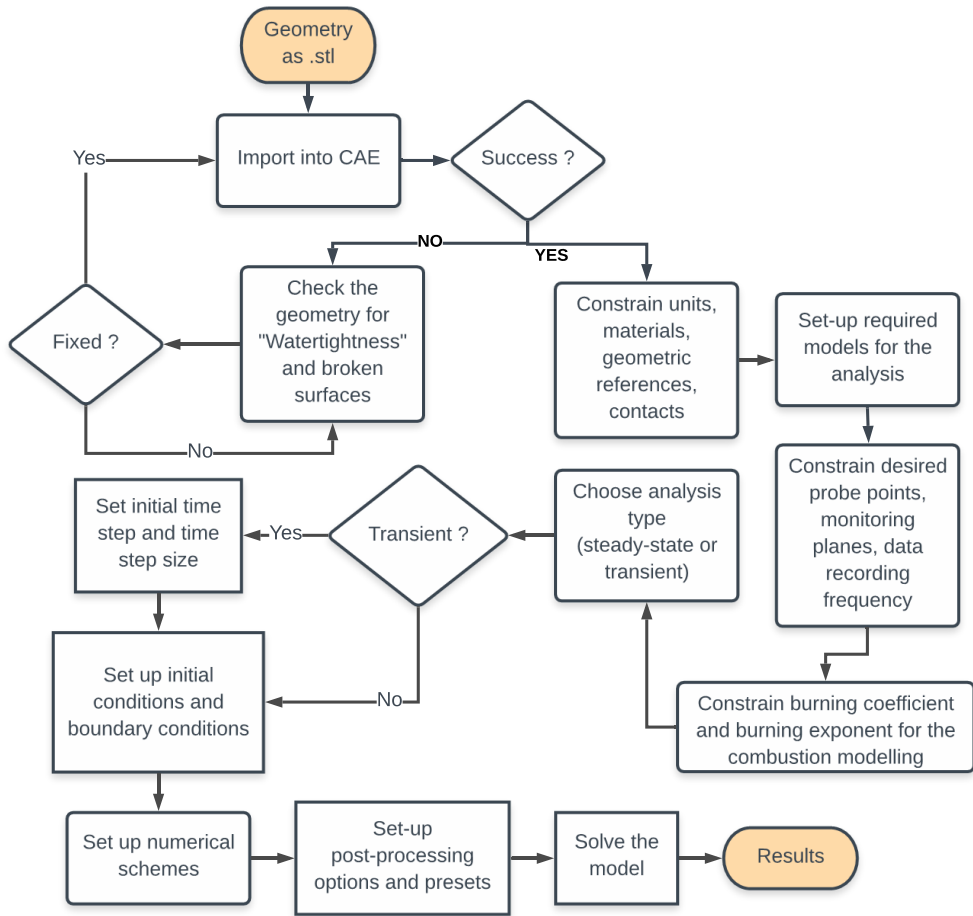 Geometry
as .stl
Import into CAE
Success ?
Yes
NO
YES
Check the
geometry for
"Watertightness"
and broken
surfaces
Fixed ?
No
Constrain units,
materials,
geometric
references,
contacts
Set-up required
models for the
analysis
Constrain desired
probe points,
monitoring
planes, data
recording
frequency
Constrain burning coefficient
and burning exponent for the
combustion modelling
Choose analysis
type
(steady-state or
transient)
Transient ?
Yes
Set initial time
step and time
step size
No
Set up initial
conditions and
boundary conditions
Set up numerical
schemes
Set-up
post-processing
options and presets
Solve the
model
Results